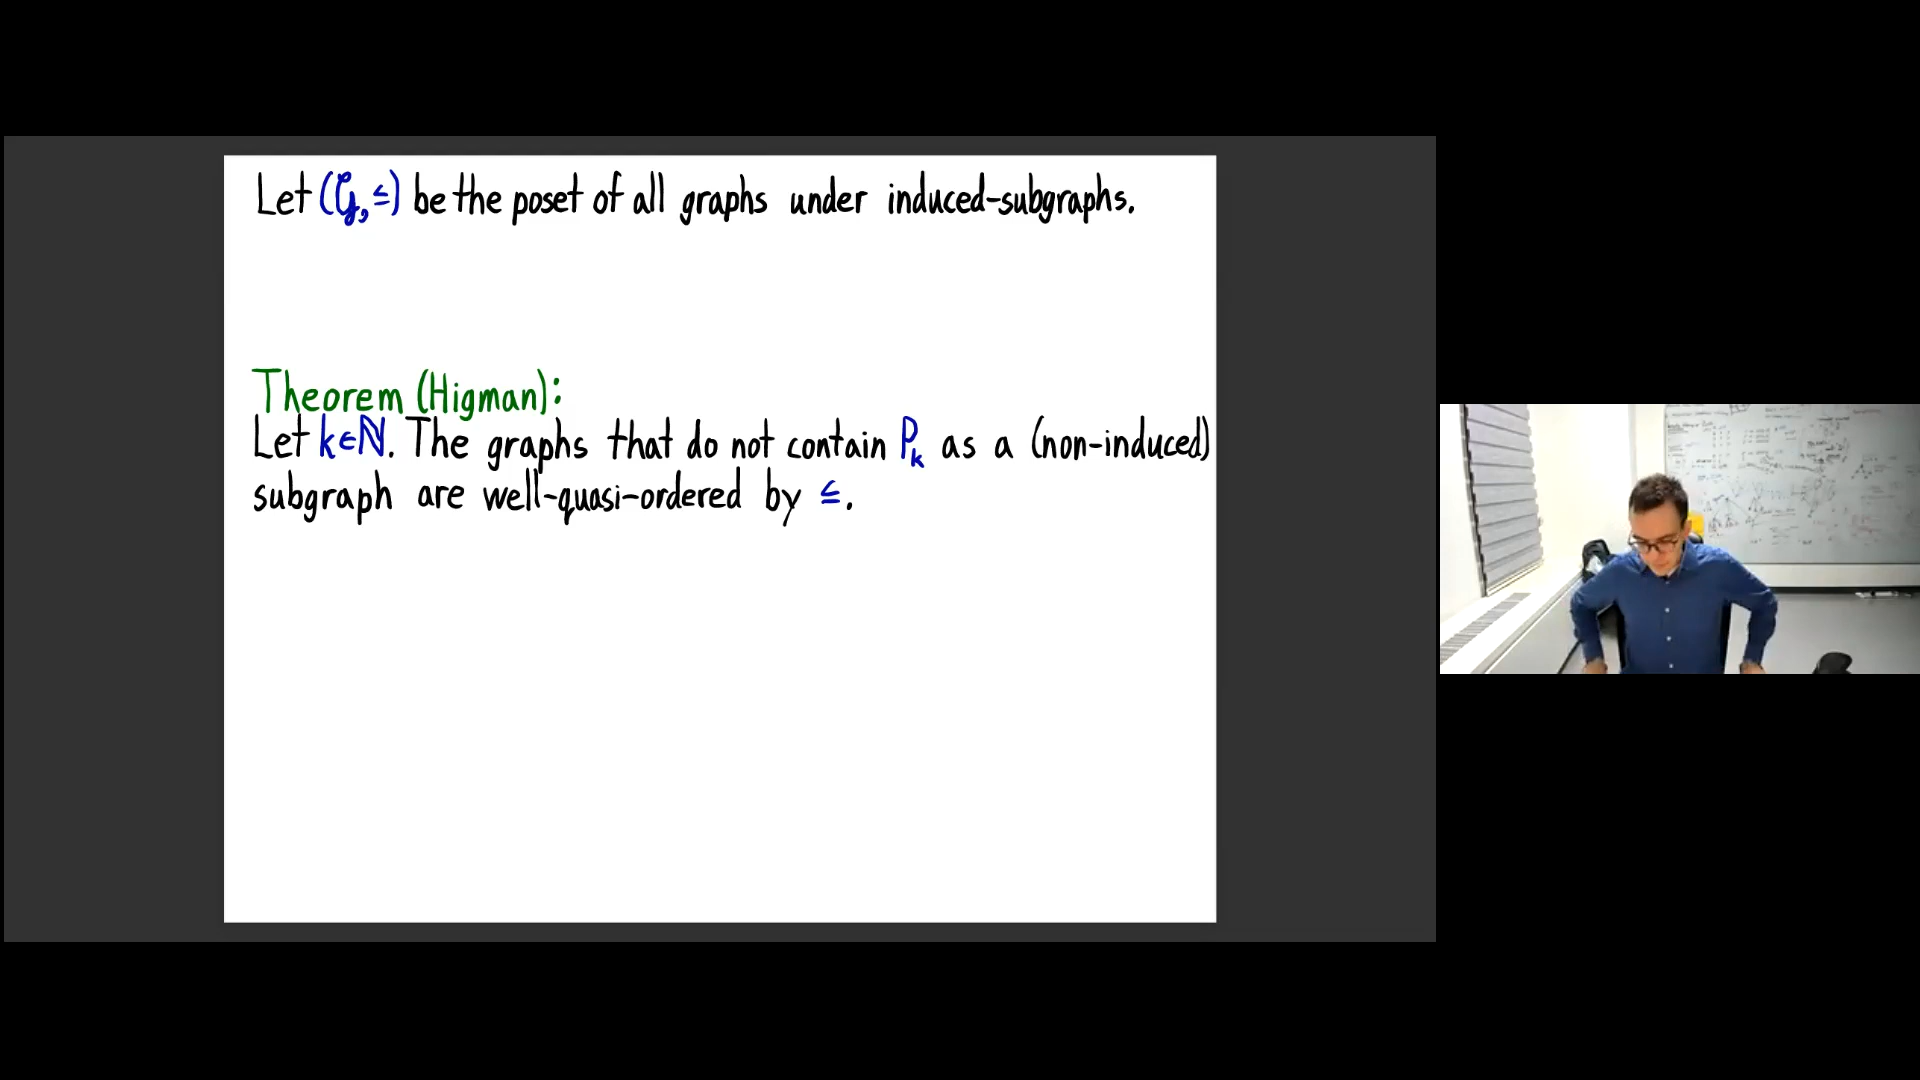 Let (𝒢, ≤) be the poset of all graphs under induced-subgraphs.
Theorem (Higman):
Let k∈ℕ. The graphs that do not contain Pₖ as a (non-induced)
subgraph are well-quasi-ordered by ≤.